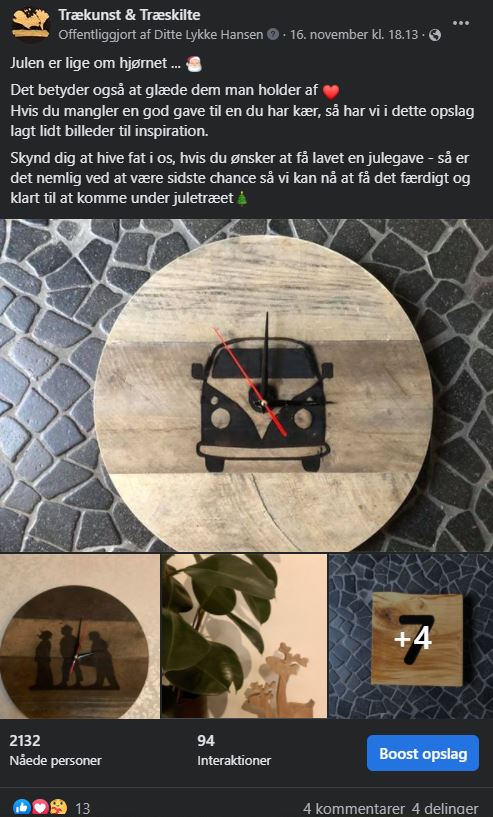 Trækunst & Træskilte
Offentliggjort af Ditte Lykke Hansen · 16. november kl. 18.13 ·
Julen er lige om hjørnet ... 🎅
Det betyder også at glæde dem man holder af ❤️
Hvis du mangler en god gave til en du har kær, så har vi i dette opslag
lagt lidt billeder til inspiration.
Skynd dig at hive fat i os, hvis du ønsker at få lavet en julegave - så er
det nemlig ved at være sidste chance så vi kan nå at få det færdigt og
klart til at komme under juletræet🎄
7
+4
2132
Nåede personer
94
Interaktioner
Boost opslag
13
4 kommentarer 4 delinger